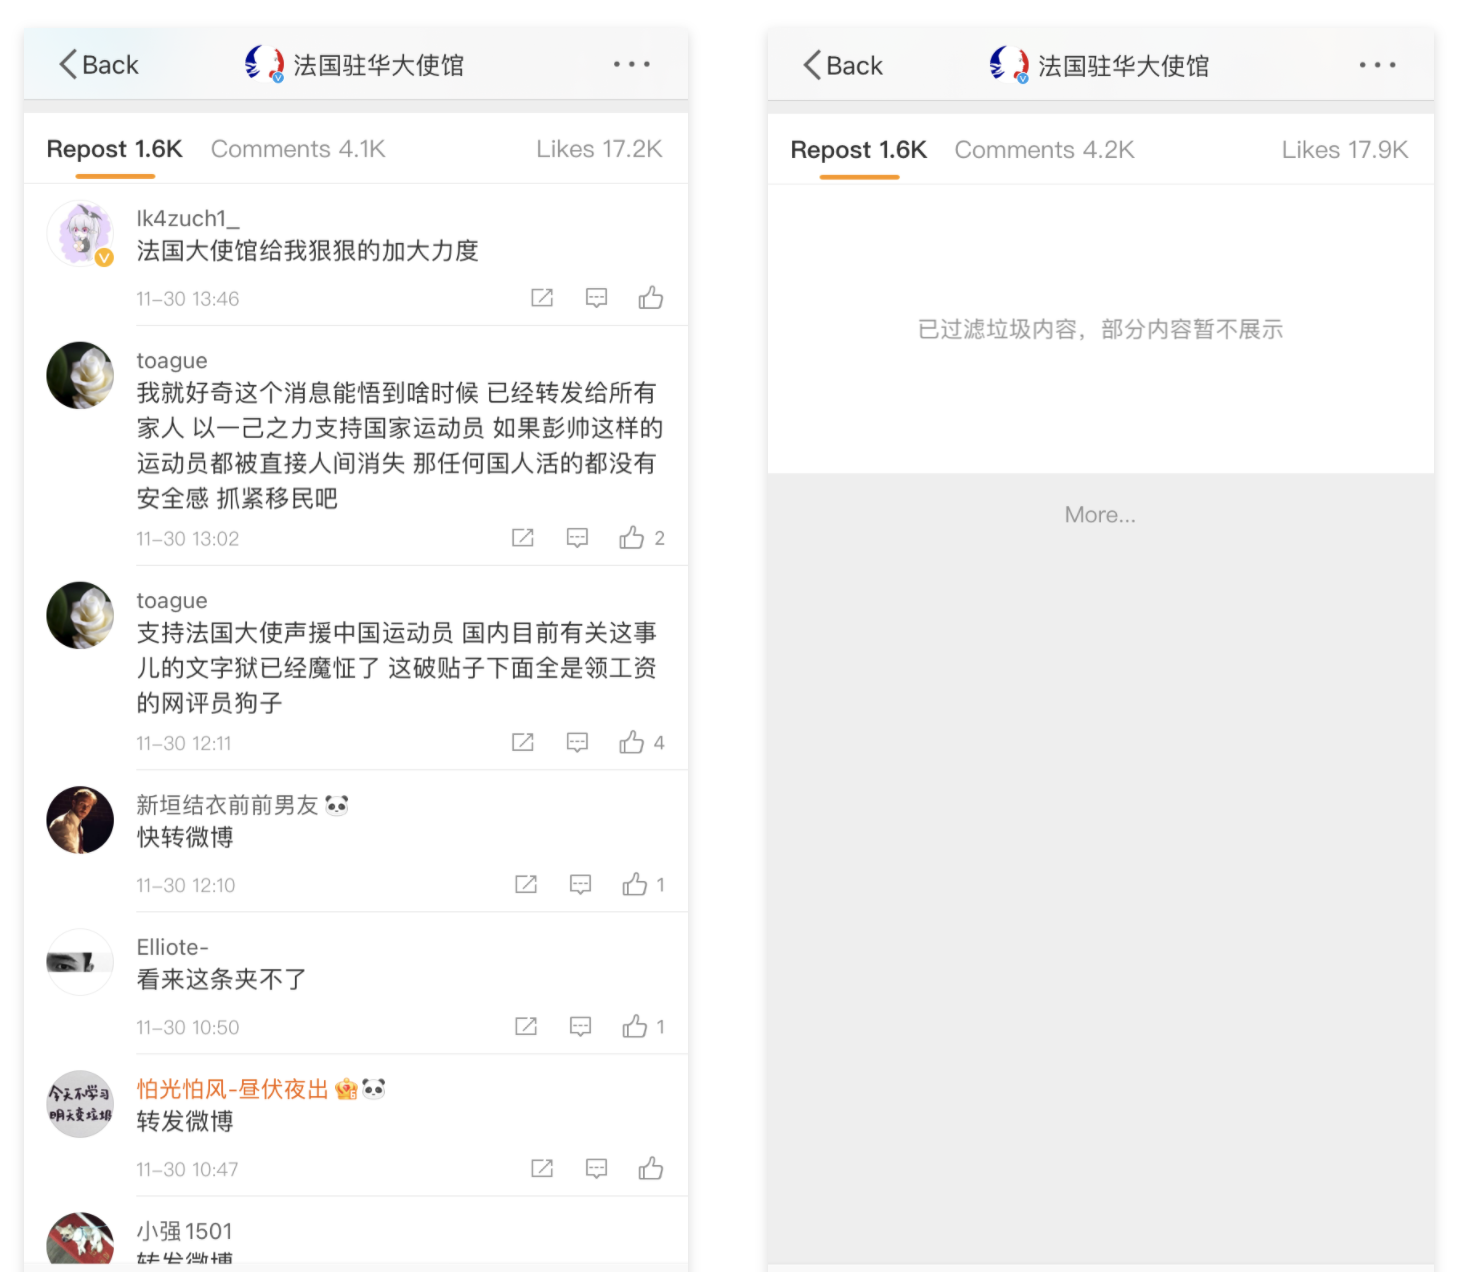 Back
法国驻华大使馆
Repost 1.6K Comments 4.1K Likes 17.2K
lk4zuch1_
法国大使馆给我狠狠的加大力度
11-30 13:46
toague
我就好奇这个消息能悟到啥时候 已经转发给所有
家人 以一己之力支持国家运动员 如果彭帅这样的
运动员都被直接人间消失 那任何国人活的都没有
安全感 抓紧移民吧
11-30 13:02
2
toague
支持法国大使声援中国运动员 国内目前有关这事
儿的文字狱已经魔怔了 这破贴子下面全是领工资
的网评员狗子
11-30 12:11
4
新垣结衣前前男友
快转微博
11-30 12:10
1
Elliote-
看来这条夹不了
11-30 10:50
1
今天不学习
明天变垃圾
怕光怕风-昼伏夜出
转发微博
11-30 10:47
小强1501
转发微博
Back
法国驻华大使馆
Repost 1.6K Comments 4.2K Likes 17.9K
已过滤垃圾内容，部分内容暂不展示
More...